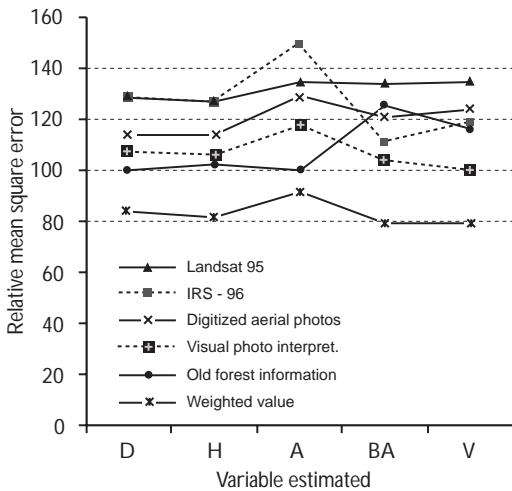 160
140
120
100
80
60
40
20
0
Relative mean square error
Landsat 95
IRS - 96
Digitized aerial photos
Visual photo interpret.
Old forest information
Weighted value
D H A BA V
Variable estimated